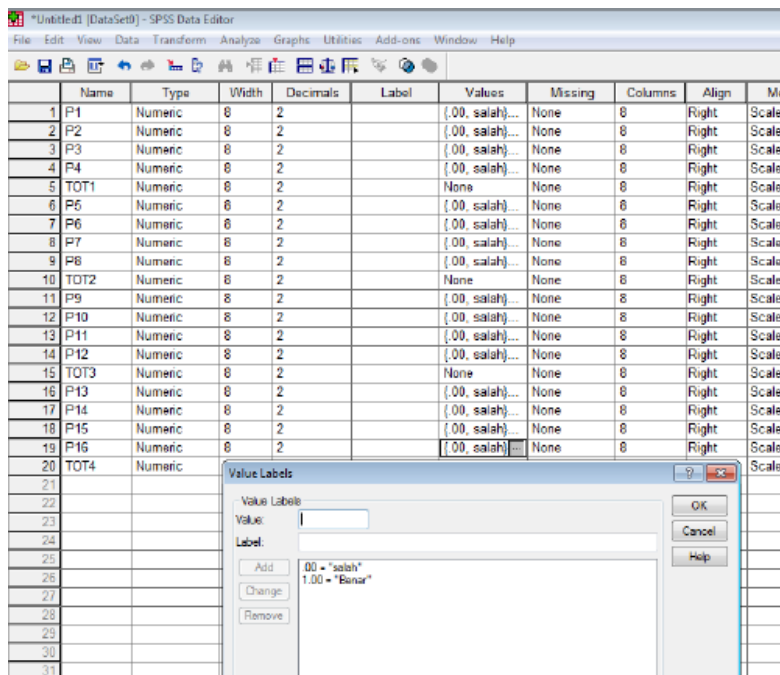 *Untitled1 [DataSet0] - SPSS Data Editor
File Edit View Data Transform Analyze Graphs Utilities Add-ons Window Help
Name Type Width Decimals Label Values Missing Columns Align M
1 P1 Numeric 8 2 {.00, salah}... None 8 Right Scale
2 P2 Numeric 8 2 {.00, salah}... None 8 Right Scale
3 P3 Numeric 8 2 {.00, salah}... None 8 Right Scale
4 P4 Numeric 8 2 {.00, salah}... None 8 Right Scale
5 TOT1 Numeric 8 2 None None 8 Right Scale
6 P5 Numeric 8 2 {.00, salah}... None 8 Right Scale
7 P6 Numeric 8 2 {.00, salah}... None 8 Right Scale
8 P7 Numeric 8 2 {.00, salah}... None 8 Right Scale
9 P8 Numeric 8 2 {.00, salah}... None 8 Right Scale
10 TOT2 Numeric 8 2 None None 8 Right Scale
11 P9 Numeric 8 2 {.00, salah}... None 8 Right Scale
12 P10 Numeric 8 2 {.00, salah}... None 8 Right Scale
13 P11 Numeric 8 2 {.00, salah}... None 8 Right Scale
14 P12 Numeric 8 2 {.00, salah}... None 8 Right Scale
15 TOT3 Numeric 8 2 None None 8 Right Scale
16 P13 Numeric 8 2 {.00, salah}... None 8 Right Scale
17 P14 Numeric 8 2 {.00, salah}... None 8 Right Scale
18 P15 Numeric 8 2 {.00, salah}... None 8 Right Scale
19 P16 Numeric 8 2 {.00, salah} ... None 8 Right Scale
20 TOT4 Numeric Scale
21
22
23
24
25
26
27
28
29
30
31
Value Labels ?
Value Labels
Value:
Label:
Add
Change
Remove
.00 = "salah"
1.00 = "Benar"
OK
Cancel
Help